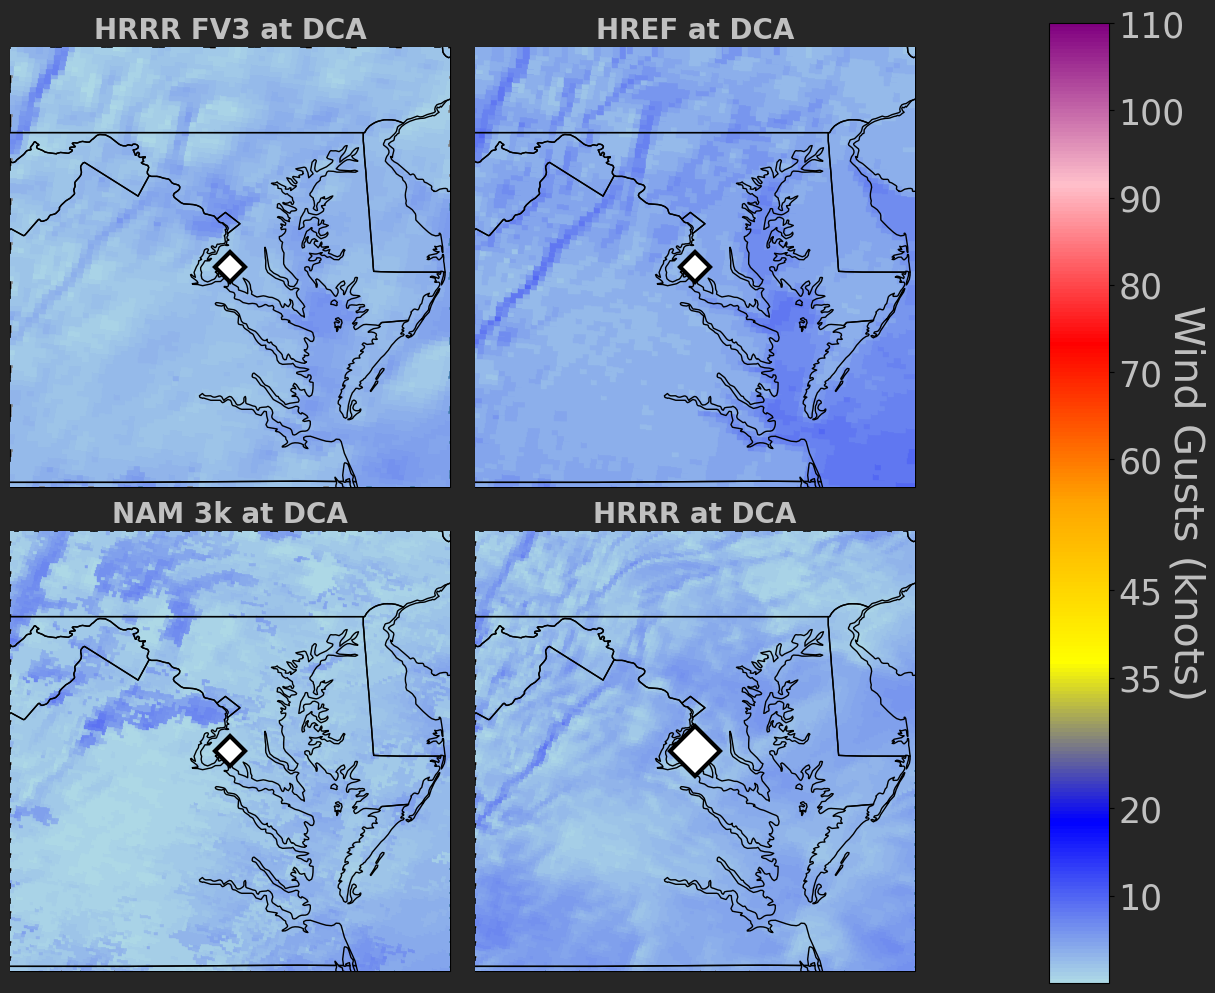 HRRR FV3 at DCA
HREF at DCA
NAM 3k at DCA
HRRR at DCA
110
100
90
80
70
60
45
35
20
10
Wind Gusts (knots)